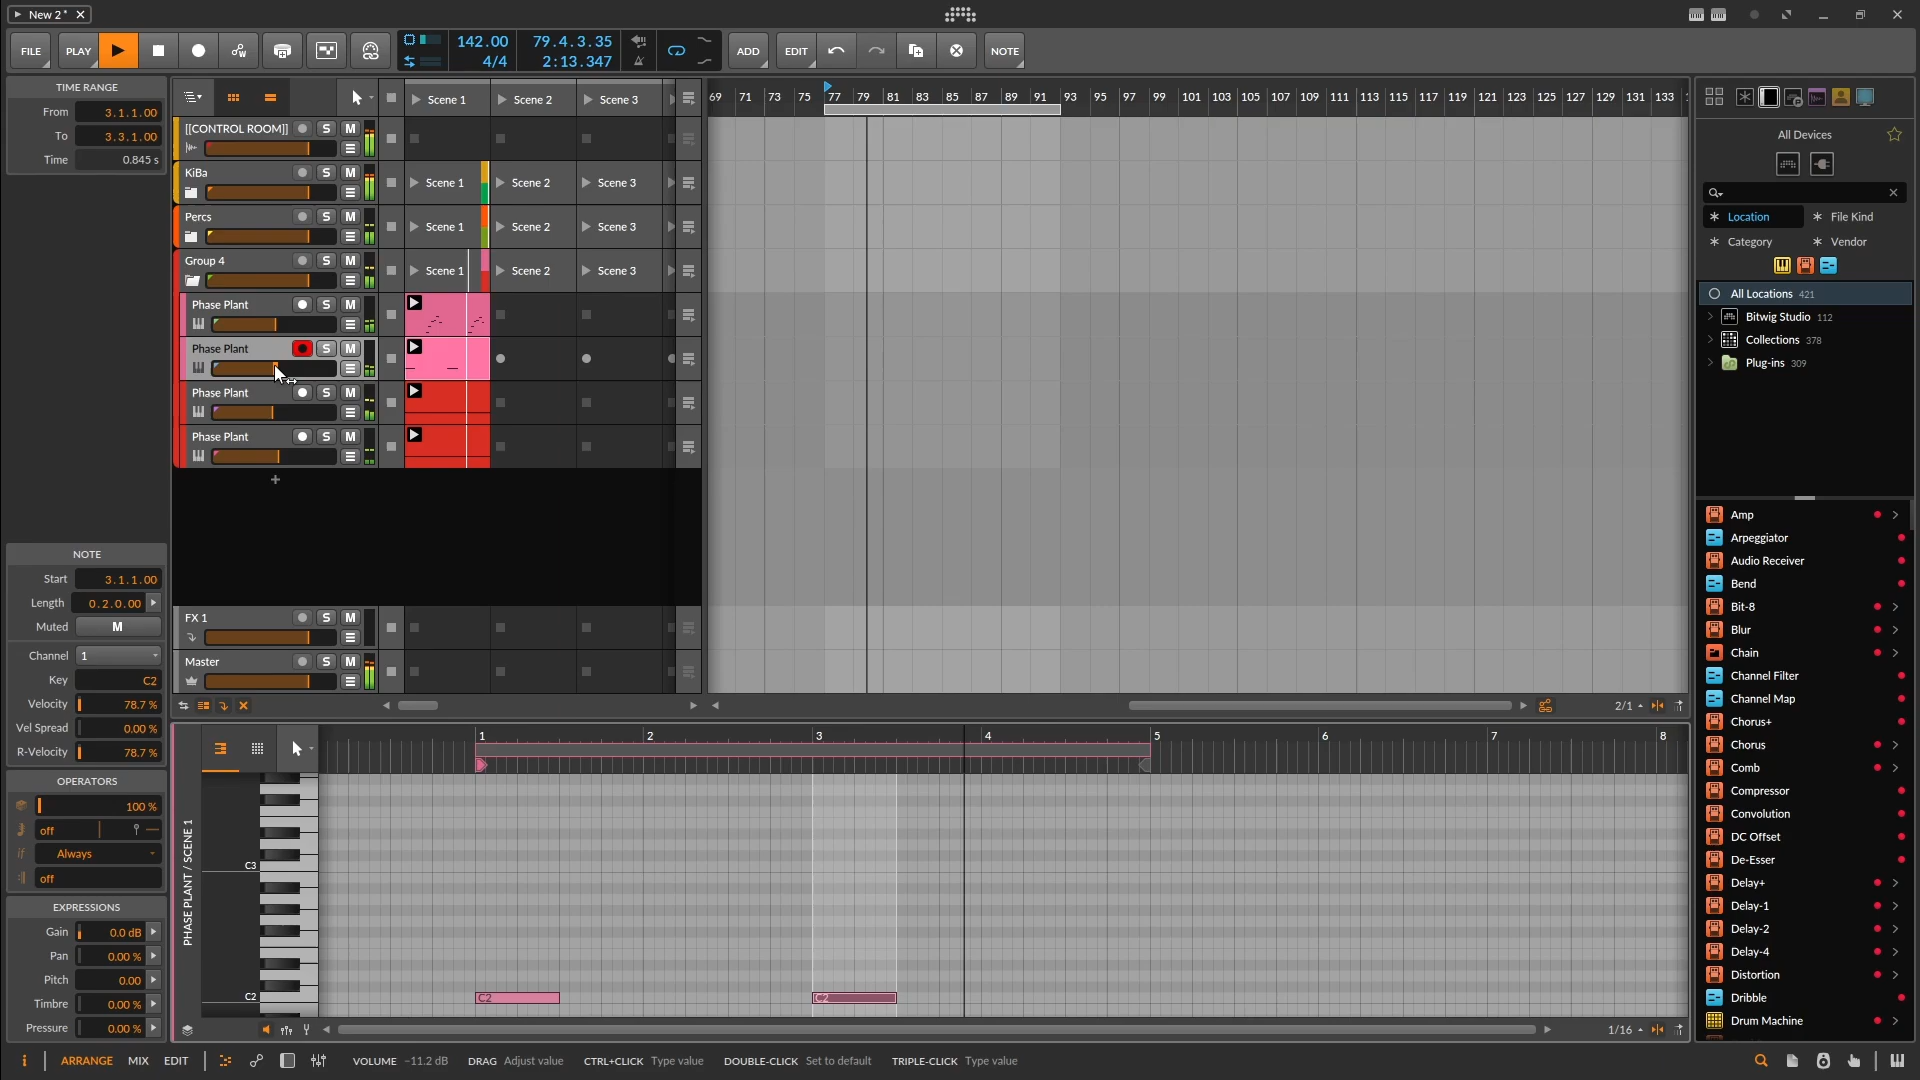 New 2*
FILE PLAY 142.00 4/4 79.4.3.35 2:13.347 ADD EDIT NOTE
TIME RANGE
From 3.1.1.00
To 3.3.1.00
Time 0.845 s
Scene 1 Scene 2 Scene 3
69 71 73 75 77 79 81 83 85 87 89 91 93 95 97 99 101 103 105 107 109 111 113 115 117 119 121 123 125 127 129 131 133
[[CONTROL ROOM]] S M
KiBa S M Scene 1 Scene 2 Scene 3
Percs S M Scene 1 Scene 2 Scene 3
Group 4 S M Scene 1 Scene 2 Scene 3
Phase Plant S M
Phase Plant S M
Phase Plant S M
Phase Plant S M
+
FX 1 S M
Master S M
2/1
NOTE
Start 3.1.1.00
Length 0.2.0.00
Muted M
Channel 1
Key C2
Velocity 78.7 %
Vel Spread 0.00 %
R-Velocity 78.7 %
OPERATORS
100 %
off
if Always
off
EXPRESSIONS
Gain 0.0 dB
Pan 0.00 %
Pitch 0.00
Timbre 0.00 %
Pressure 0.00 %
PHASE PLANT / SCENE 1
1 2 3 4 5 6 7 8
C3
C2
C2 C2
1/16
All Devices
Location File Kind
Category Vendor
All Locations 421
Bitwig Studio 112
Collections 378
Plug-ins 309
Amp
Arpeggiator
Audio Receiver
Bend
Bit-8
Blur
Chain
Channel Filter
Channel Map
Chorus+
Chorus
Comb
Compressor
Convolution
DC Offset
De-Esser
Delay+
Delay-1
Delay-2
Delay-4
Distortion
Dribble
Drum Machine
i ARRANGE MIX EDIT VOLUME -11.2 dB DRAG Adjust value CTRL+CLICK Type value DOUBLE-CLICK Set to default TRIPLE-CLICK Type value